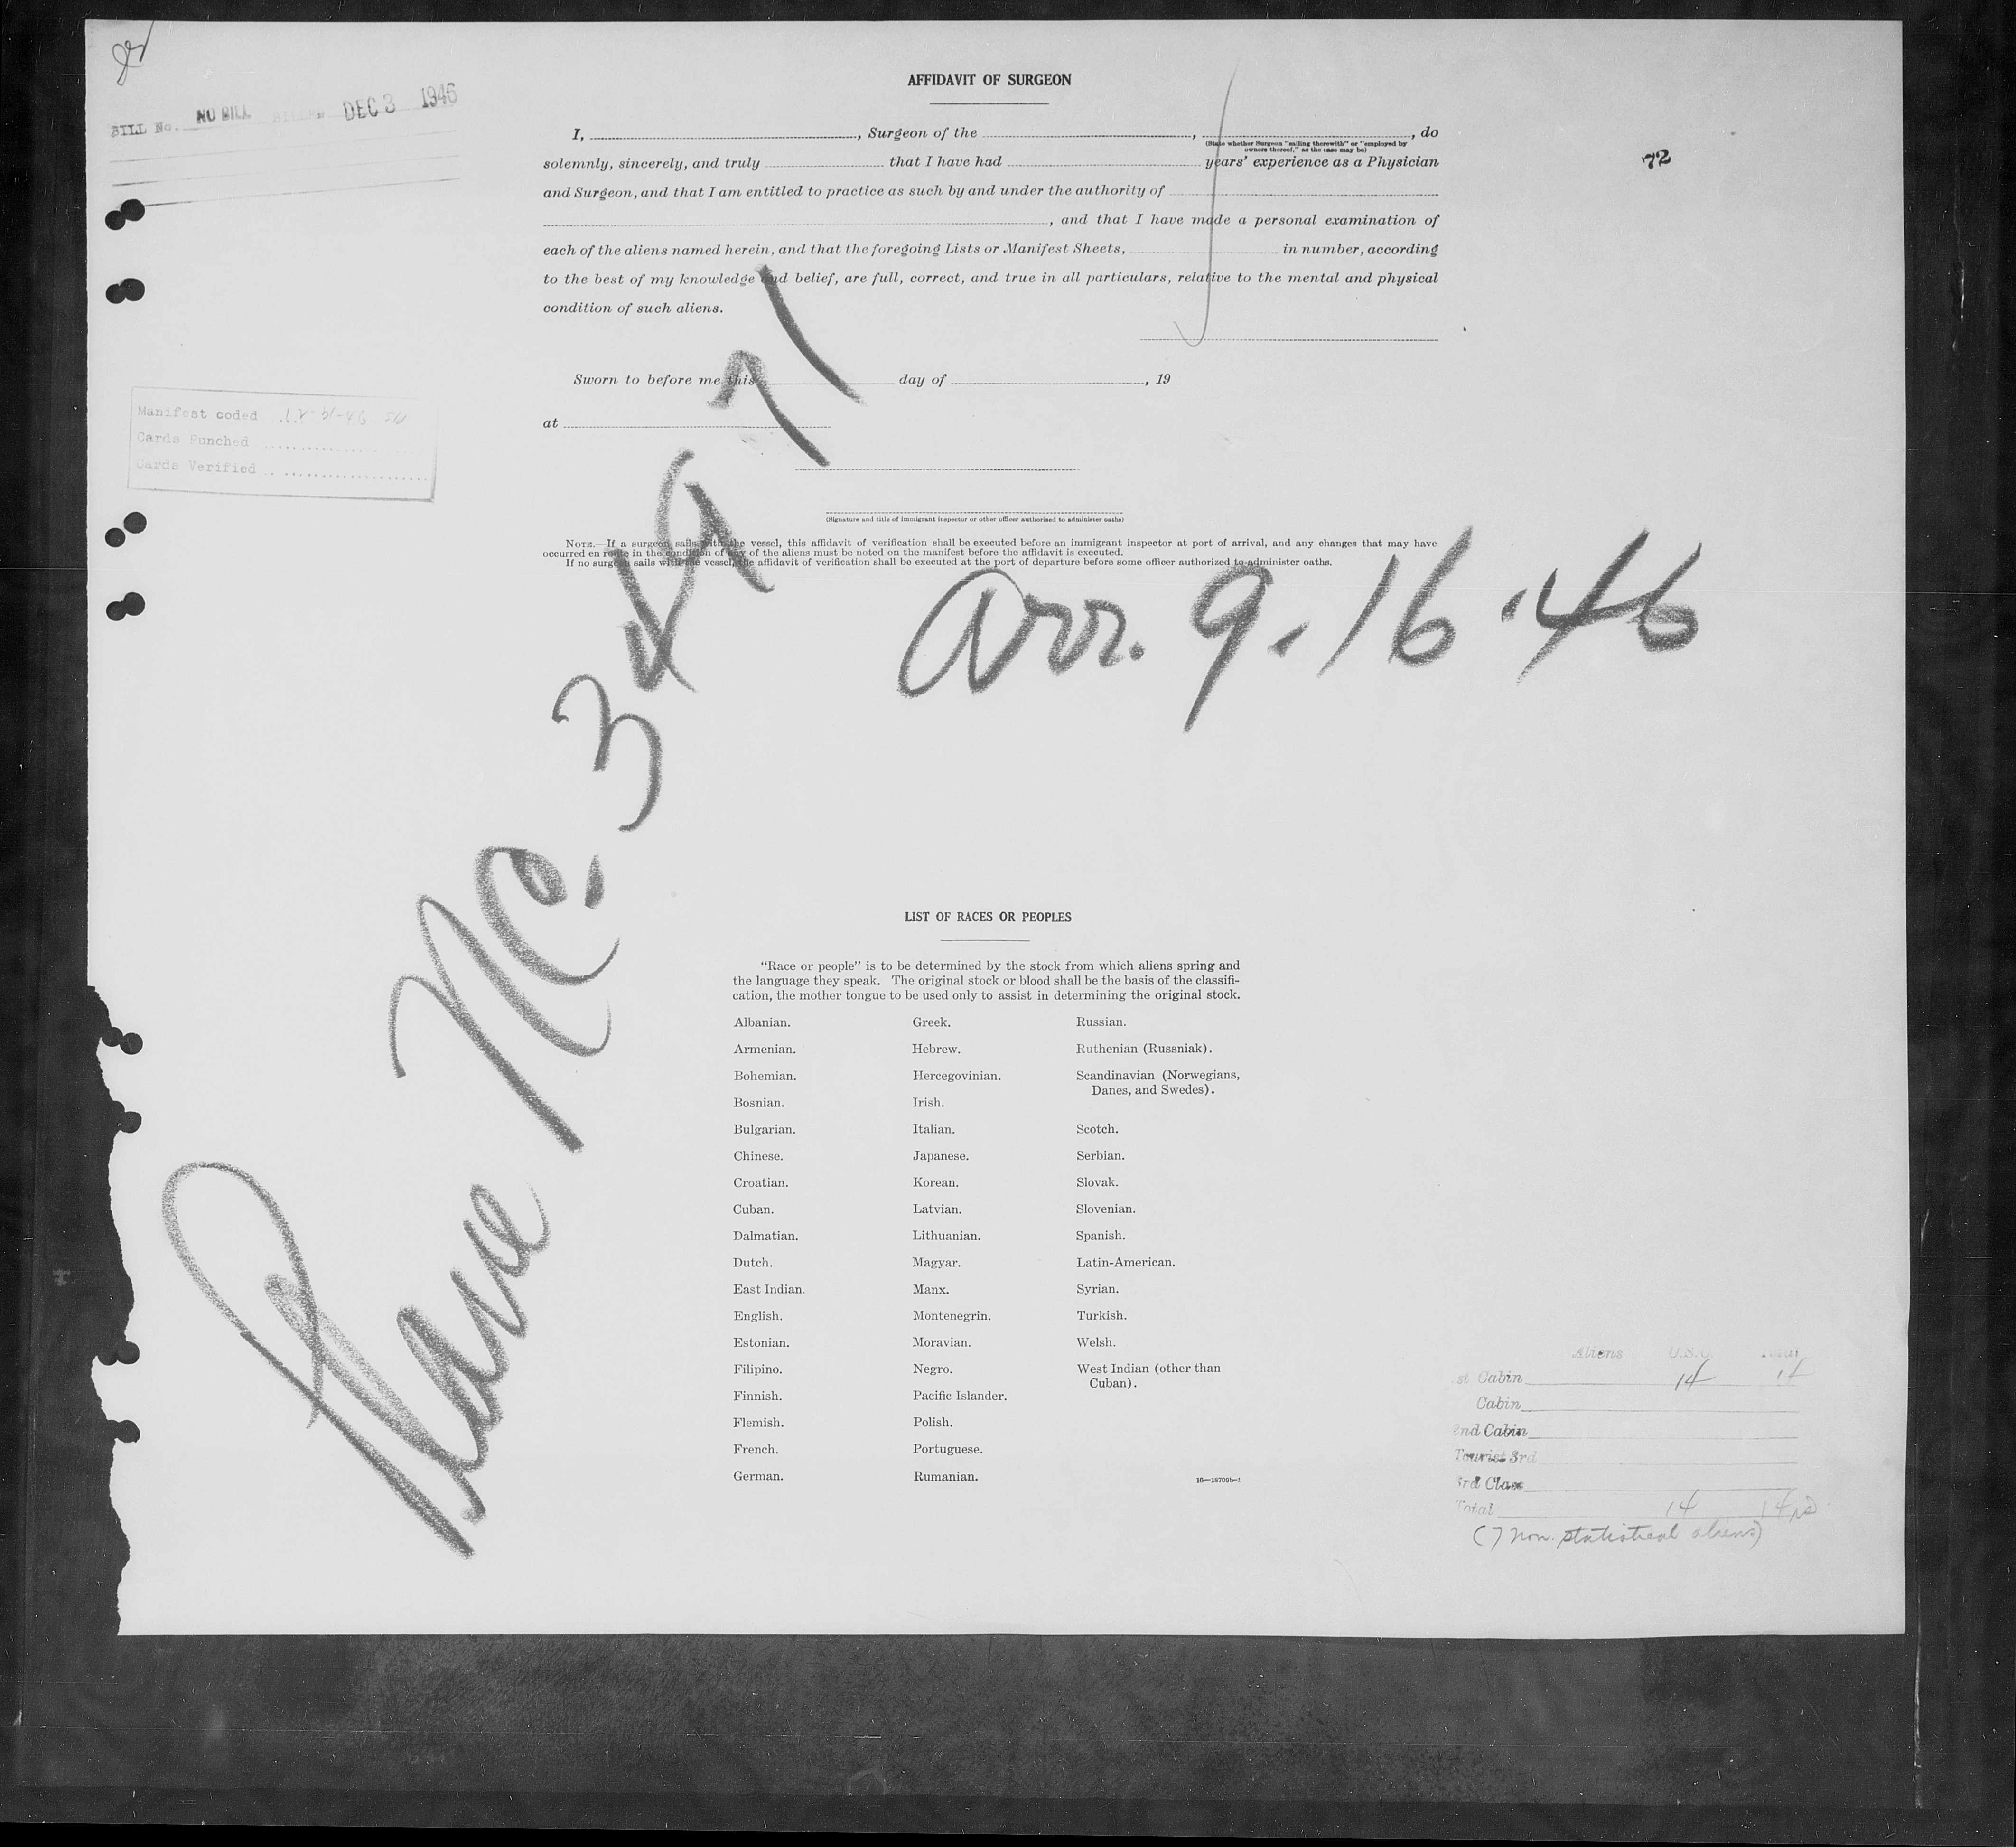 BILL No. NO BILL DEC 3 1946
72
AFFIDAVIT OF SURGEON
I, , Surgeon of the , , do
(State whether Surgeon "sailing therewith" or "employed by
owners thereof," as the case may be)
solemnly, sincerely, and truly that I have had years' experience as a Physician
and Surgeon, and that I am entitled to practice as such by and under the authority of
, and that I have made a personal examination of
each of the aliens named herein, and that the foregoing Lists or Manifest Sheets, in number, according
to the best of my knowledge and belief, are full, correct, and true in all particulars, relative to the mental and physical
condition of such aliens.
Sworn to before me this day of , 19
at
Manifest coded
Cards Punched
Cards Verified
(Signature and title of immigrant inspector or other officer authorized to administer oaths)
NOTE.—If a surgeon sails with the vessel, this affidavit of verification shall be executed before an immigrant inspector at port of arrival, and any changes that may have
occurred en route in the condition of any of the aliens must be noted on the manifest before the affidavit is executed.
If no surgeon sails with the vessel, the affidavit of verification shall be executed at the port of departure before some officer authorized to administer oaths.
Arr. 9.16.46
Plane NC. 34971
LIST OF RACES OR PEOPLES
"Race or people" is to be determined by the stock from which aliens spring and
the language they speak. The original stock or blood shall be the basis of the classifi-
cation, the mother tongue to be used only to assist in determining the original stock.
Albanian.
Armenian.
Bohemian.
Bosnian.
Bulgarian.
Chinese.
Croatian.
Cuban.
Dalmatian.
Dutch.
East Indian.
English.
Estonian.
Filipino.
Finnish.
Flemish.
French.
German.
Greek.
Hebrew.
Hercegovinian.
Irish.
Italian.
Japanese.
Korean.
Latvian.
Lithuanian.
Magyar.
Manx.
Montenegrin.
Moravian.
Negro.
Pacific Islander.
Polish.
Portuguese.
Rumanian.
Russian.
Ruthenian (Russniak).
Scandinavian (Norwegians,
Danes, and Swedes).
Scotch.
Serbian.
Slovak.
Slovenian.
Spanish.
Latin-American.
Syrian.
Turkish.
Welsh.
West Indian (other than
Cuban).
Aliens U.S.C. Total
st Cabin 14 14
Cabin
2nd Cabin
Tourist 3rd
3rd Class
Total 14 14
() non. statistical aliens)